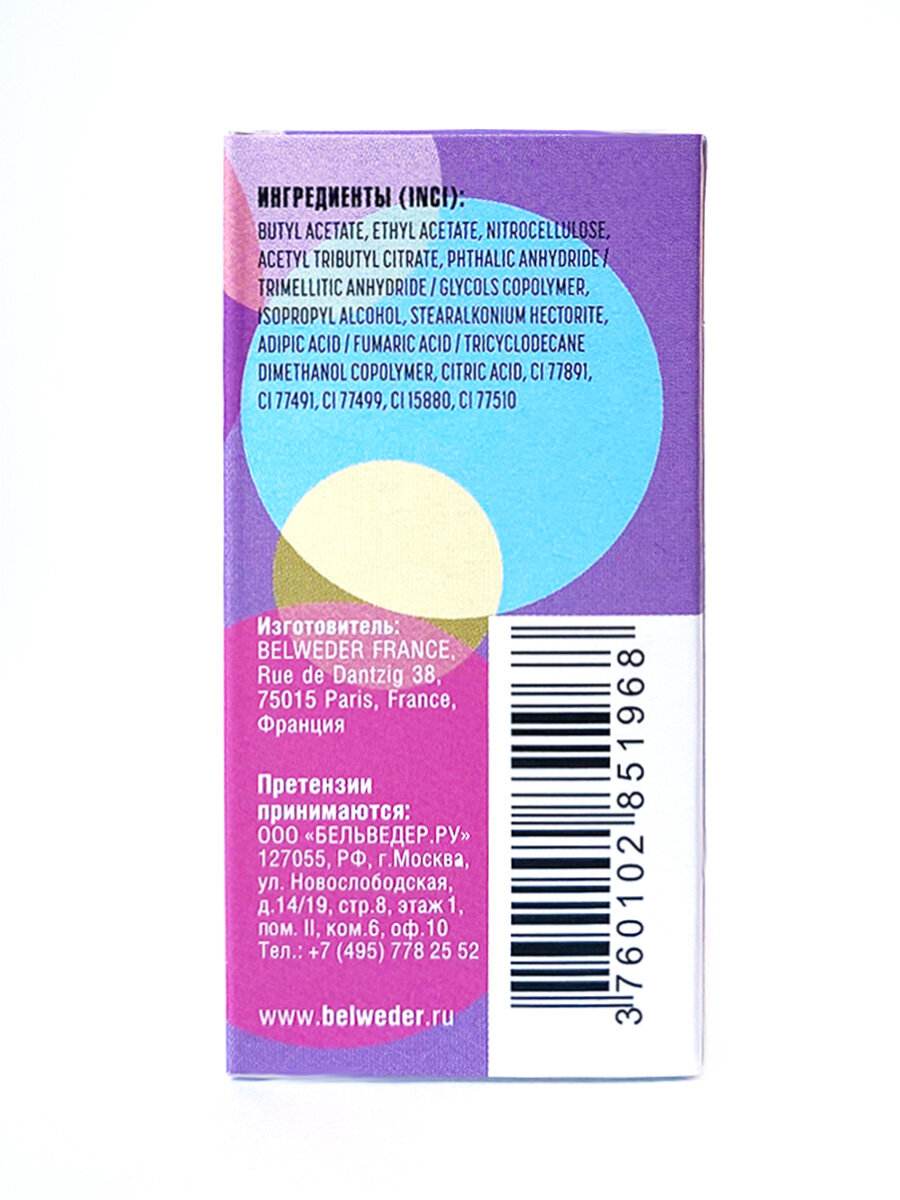 ИНГРЕДИЕНТЫ (INCI):
BUTYL ACETATE, ETHYL ACETATE, NITROCELLULOSE,
ACETYL TRIBUTYL CITRATE, PHTHALIC ANHYDRIDE /
TRIMELLITIC ANHYDRIDE / GLYCOLS COPOLYMER,
ISOPROPYL ALCOHOL, STEARALKONIUM HECTORITE,
ADIPIC ACID / FUMARIC ACID / TRICYCLODECANE
DIMETHANOL COPOLYMER, CITRIC ACID, CI 77891,
CI 77491, CI 77499, CI 15880, CI 77510
Изготовитель:
BELWEDER FRANCE,
Rue de Dantzig 38,
75015 Paris, France,
Франция
Претензии
принимаются:
ООО «БЕЛЬВЕДЕР.РУ»
127055, РФ, г.Москва,
ул. Новослободская,
д.14/19, стр.8, этаж 1,
пом. II, ком.6, оф.10
Тел.: +7 (495) 778 25 52
www.belweder.ru
3760102851968